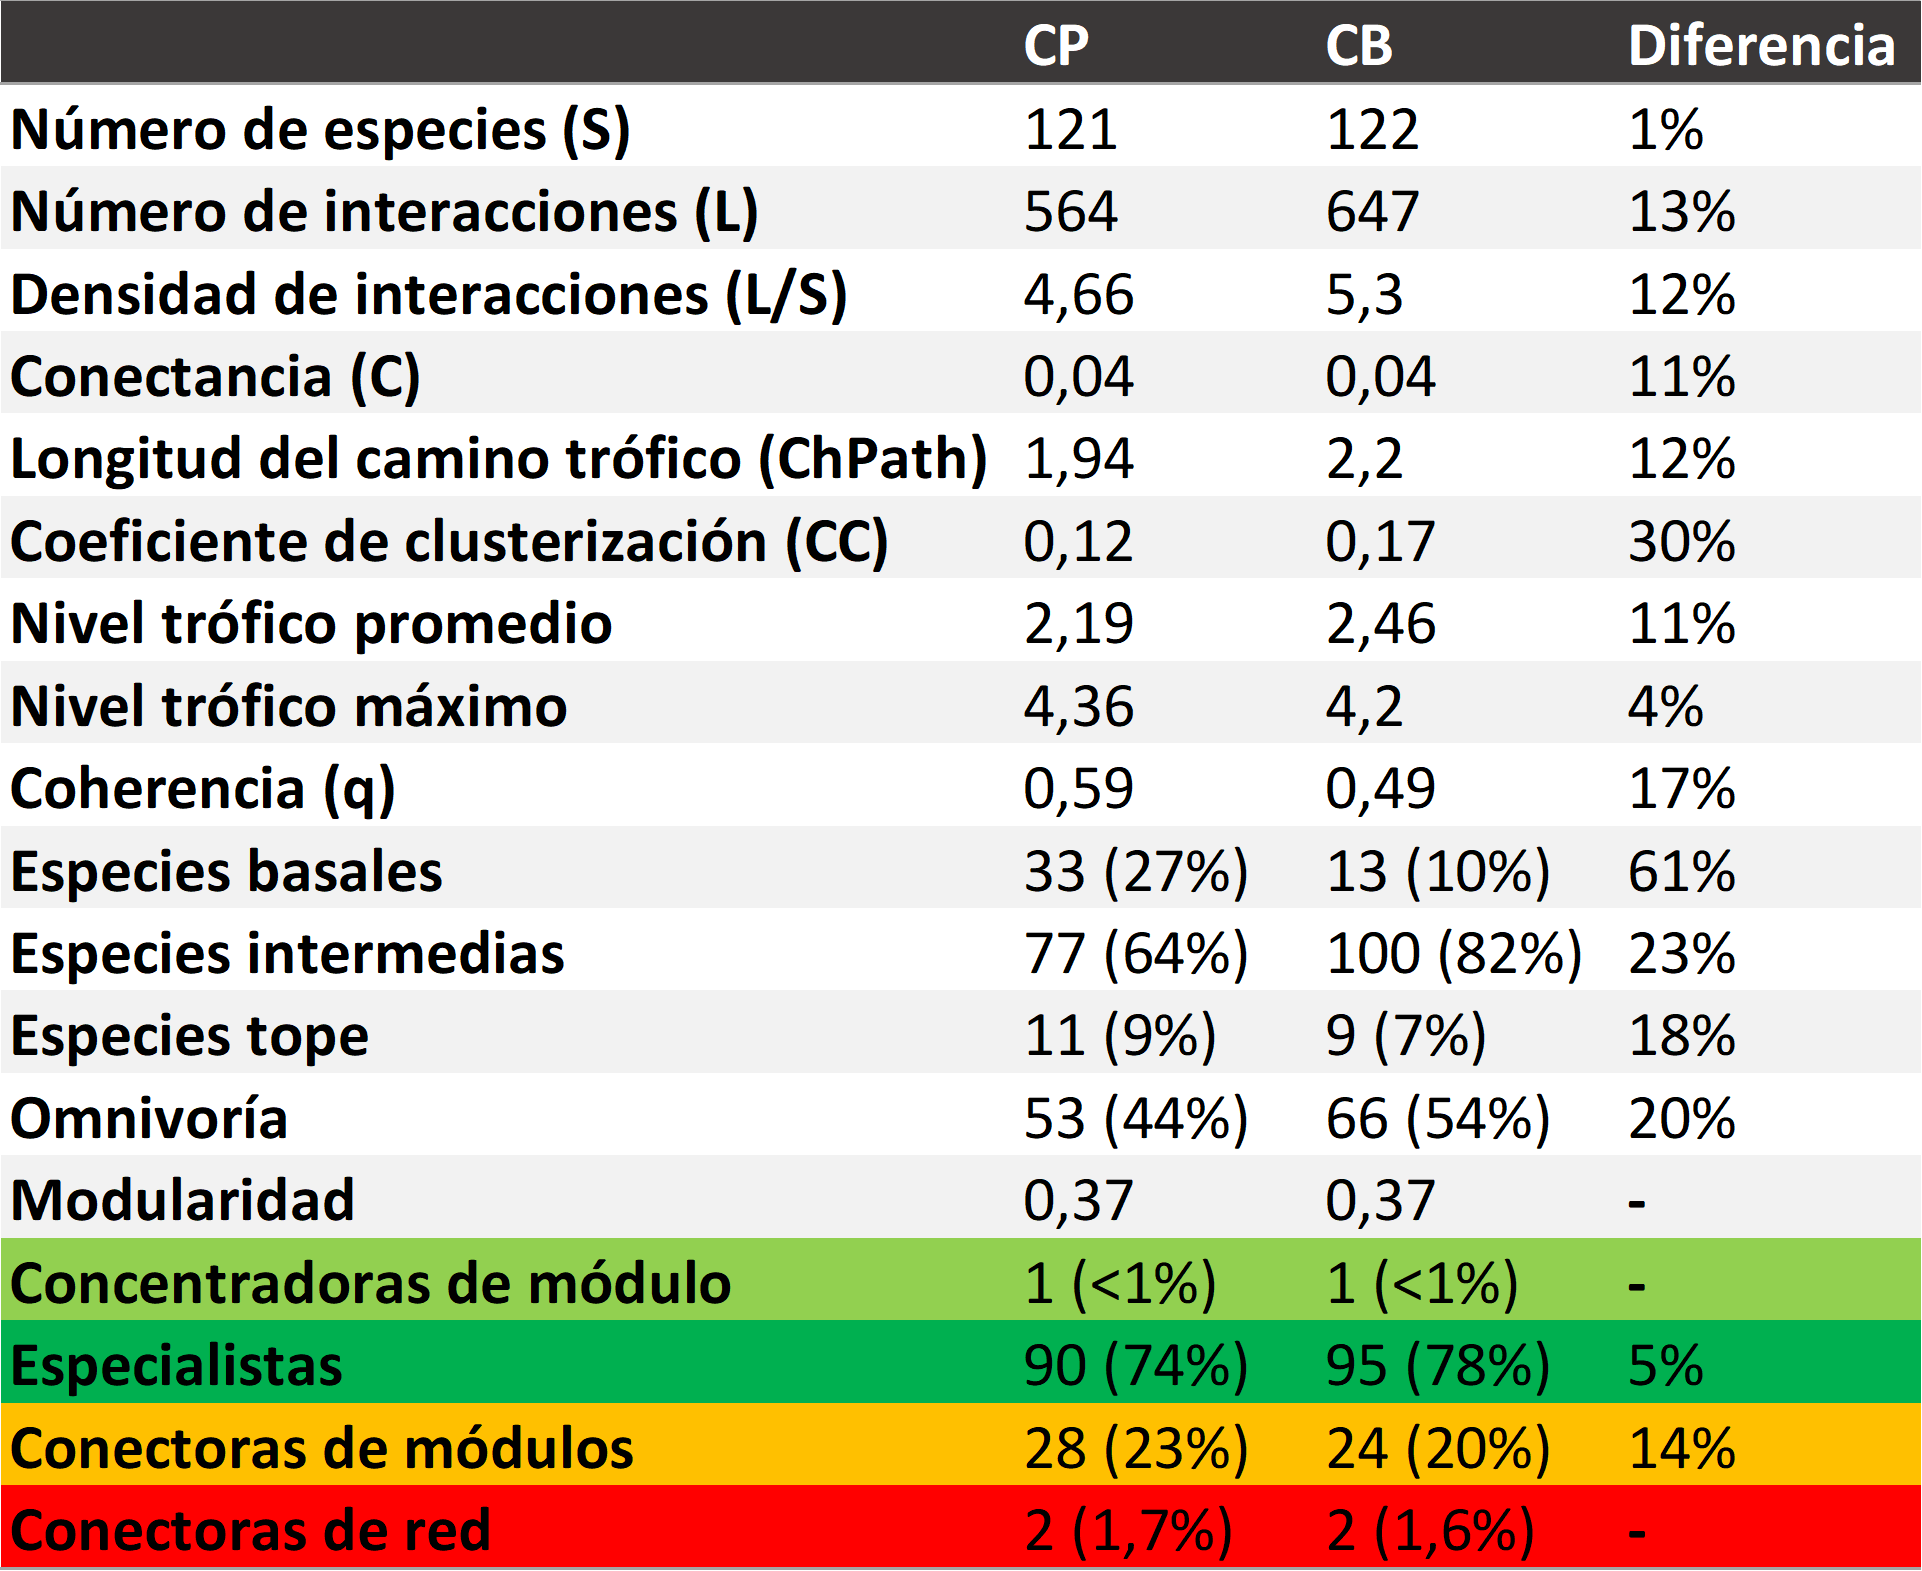 CP CB Diferencia
Número de especies (S) 121 122 1%
Número de interacciones (L) 564 647 13%
Densidad de interacciones (L/S) 4,66 5,3 12%
Conectancia (C) 0,04 0,04 11%
Longitud del camino trófico (ChPath) 1,94 2,2 12%
Coeficiente de clusterización (CC) 0,12 0,17 30%
Nivel trófico promedio 2,19 2,46 11%
Nivel trófico máximo 4,36 4,2 4%
Coherencia (q) 0,59 0,49 17%
Especies basales 33 (27%) 13 (10%) 61%
Especies intermedias 77 (64%) 100 (82%) 23%
Especies tope 11 (9%) 9 (7%) 18%
Omnivoría 53 (44%) 66 (54%) 20%
Modularidad 0,37 0,37 -
Concentradoras de módulo 1 (<1%) 1 (<1%) -
Especialistas 90 (74%) 95 (78%) 5%
Conectoras de módulos 28 (23%) 24 (20%) 14%
Conectoras de red 2 (1,7%) 2 (1,6%) -